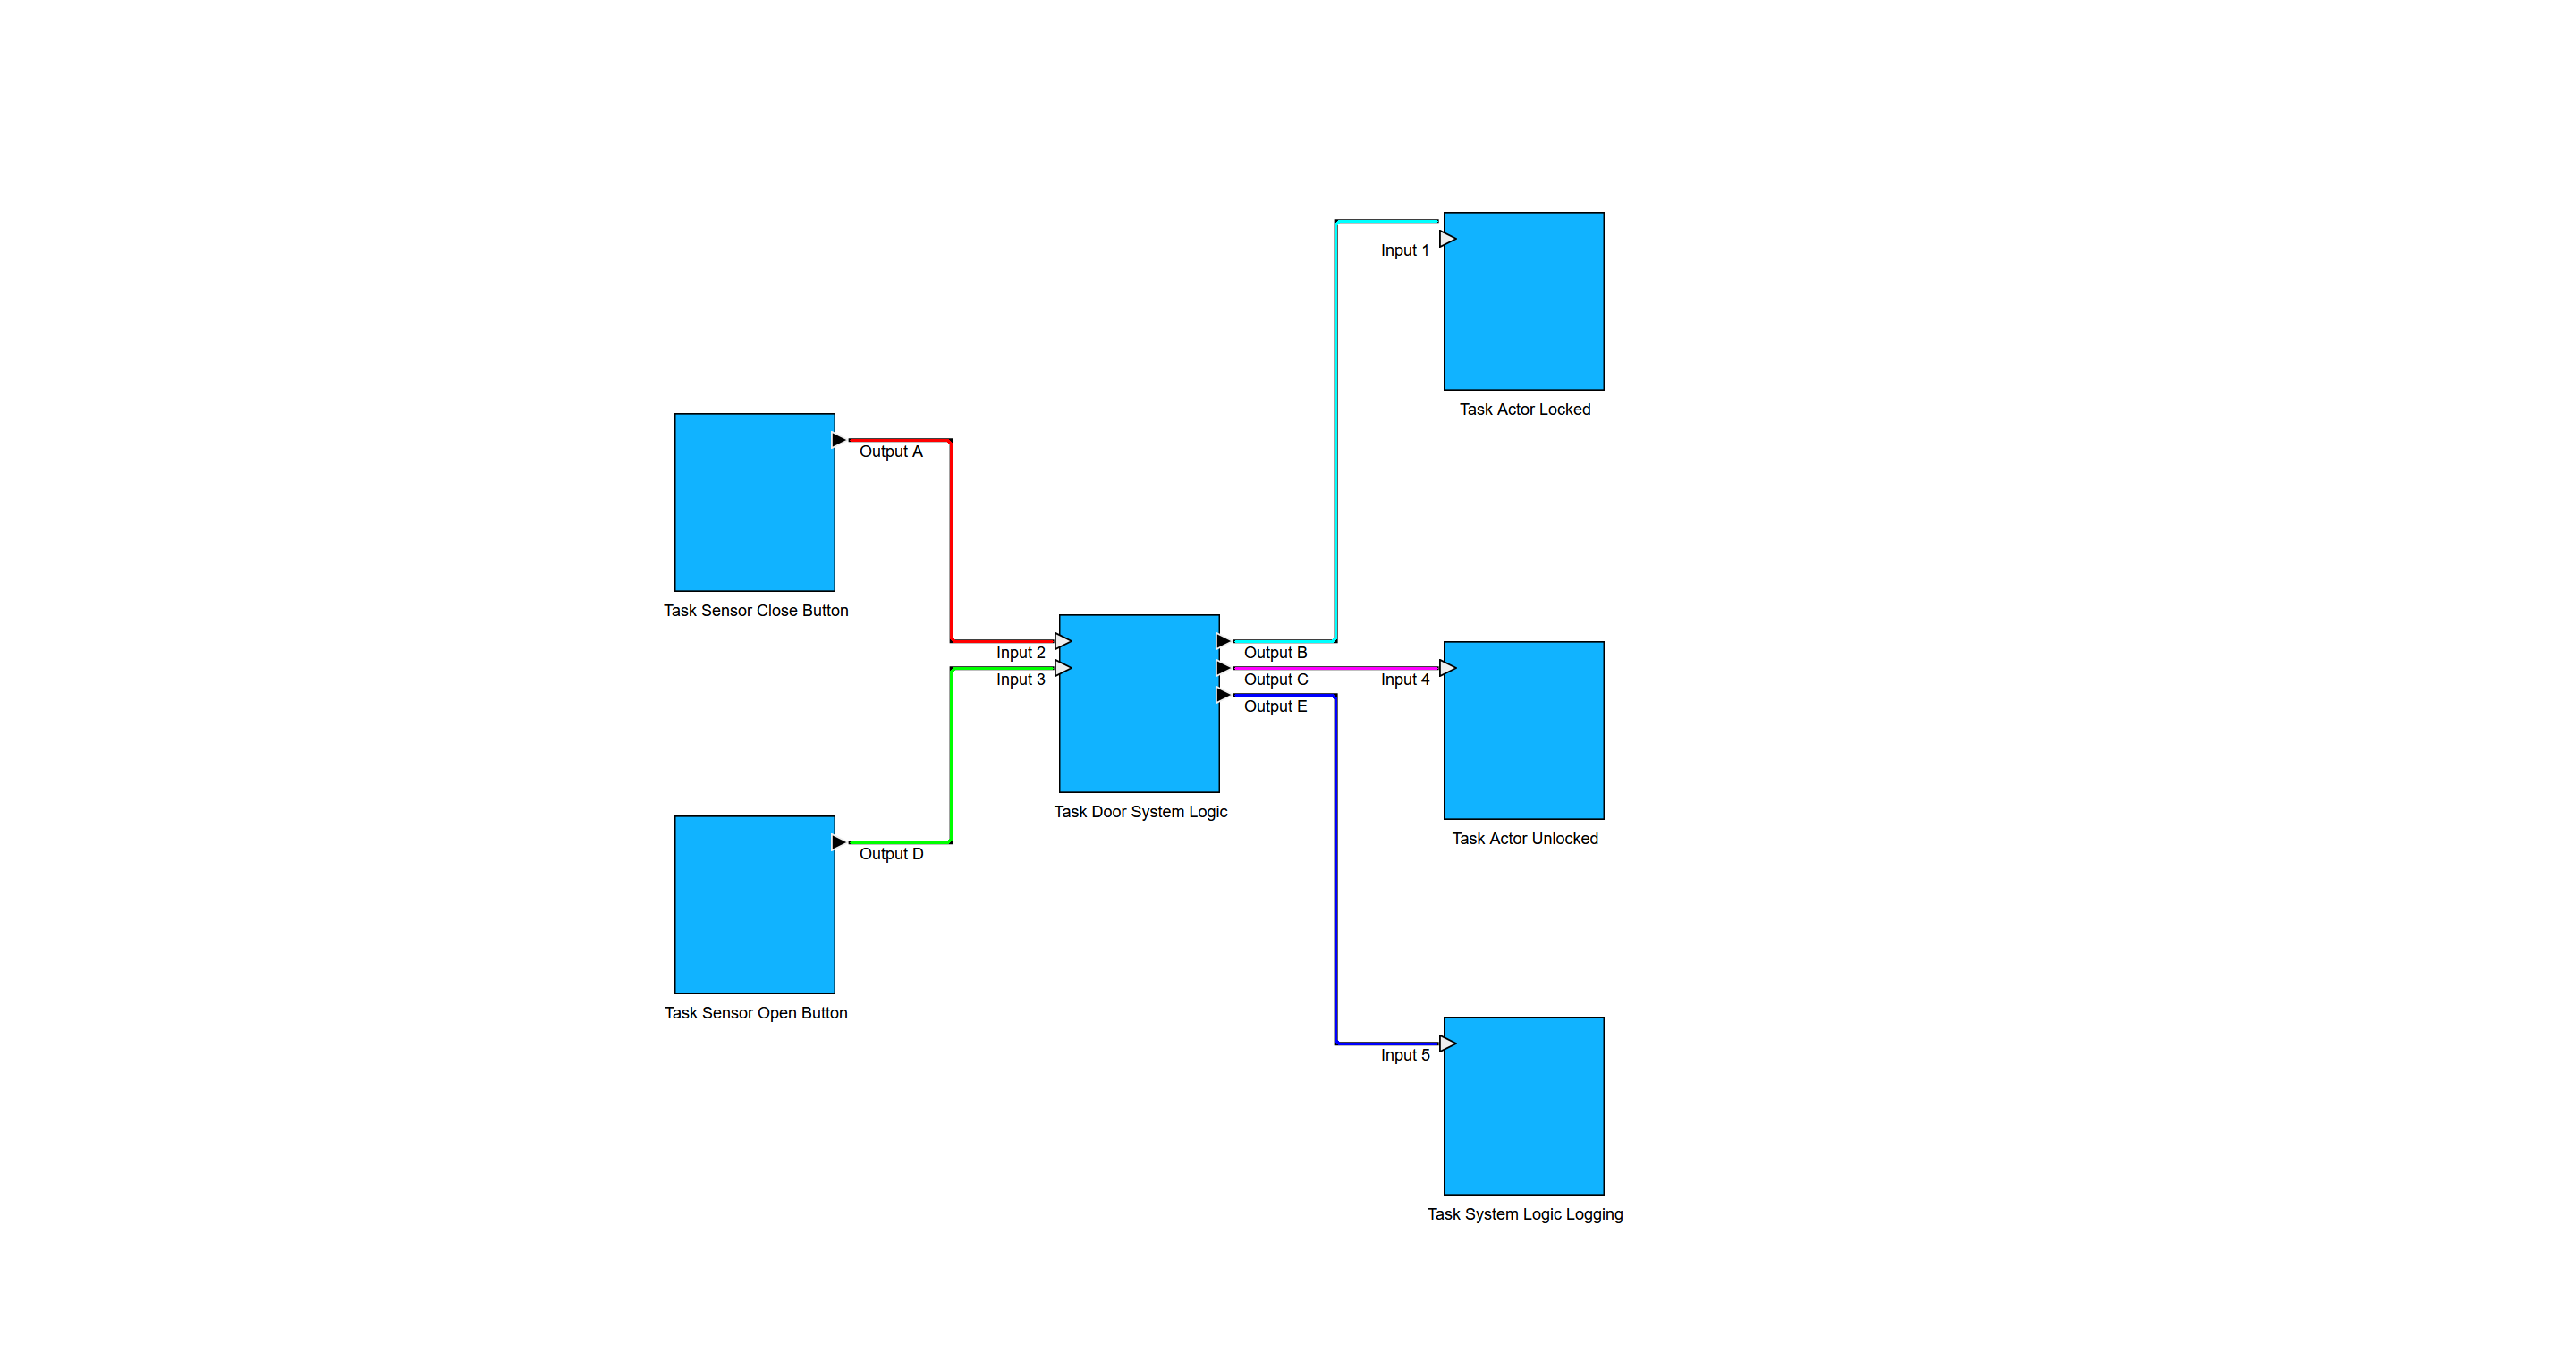 Input 1
Task Actor Locked
Output A
Task Sensor Close Button
Input 2
Output B
Input 3
Output C
Input 4
Output E
Task Door System Logic
Task Actor Unlocked
Output D
Task Sensor Open Button
Input 5
Task System Logic Logging